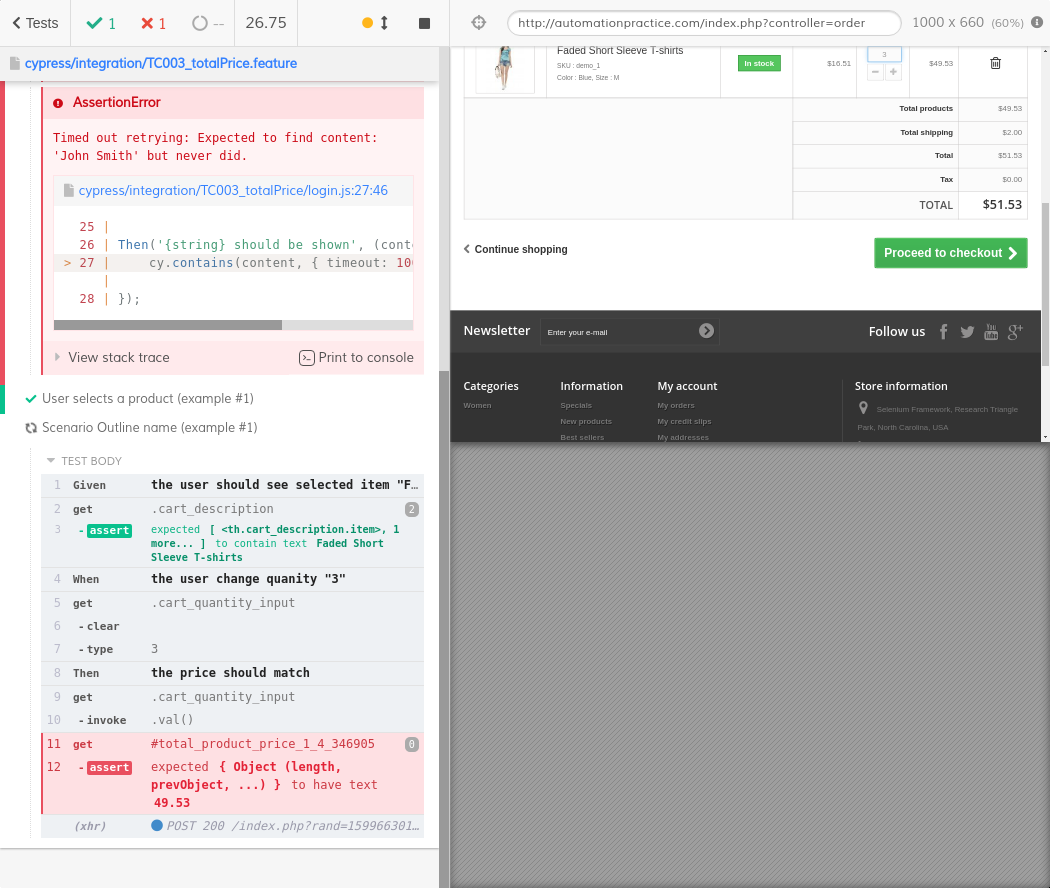 Tests
1
1
--
26.75
http://automationpractice.com/index.php?controller=order
1000 x 660 (60%)
cypress/integration/TC003_totalPrice.feature
AssertionError
Timed out retrying: Expected to find content:
'John Smith' but never did.
cypress/integration/TC003_totalPrice/login.js:27:46
25 |
26 | Then('{string} should be shown', (conte
> 27 |     cy.contains(content, { timeout: 100
|
28 | });
View stack trace
Print to console
User selects a product (example #1)
Scenario Outline name (example #1)
TEST BODY
1 Given the user should see selected item "F…
2 get .cart_description 2
3 - assert expected [ <th.cart_description.item>, 1
more... ] to contain text Faded Short
Sleeve T-shirts
4 When the user change quanity "3"
5 get .cart_quantity_input
6 - clear
7 - type 3
8 Then the price should match
9 get .cart_quantity_input
10 - invoke .val()
11 get #total_product_price_1_4_346905 0
12 - assert expected { Object (length,
prevObject, ...) } to have text
49.53
(xhr) POST 200 /index.php?rand=159966301…
Faded Short Sleeve T-shirts
SKU : demo_1
Color : Blue, Size : M
In stock
$16.51
3
$49.53
Total products $49.53
Total shipping $2.00
Total $51.53
Tax $0.00
TOTAL $51.53
Continue shopping
Proceed to checkout
Newsletter
Enter your e-mail
Follow us
Categories
Women
Information
Specials
New products
Best sellers
My account
My orders
My credit slips
My addresses
Store information
Selenium Framework, Research Triangle
Park, North Carolina, USA